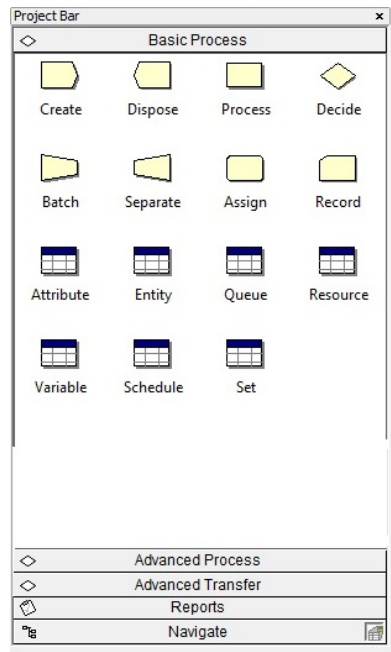 Project Bar x
Basic Process
Create Dispose Process Decide
Batch Separate Assign Record
Attribute Entity Queue Resource
Variable Schedule Set
Advanced Process
Advanced Transfer
Reports
Navigate